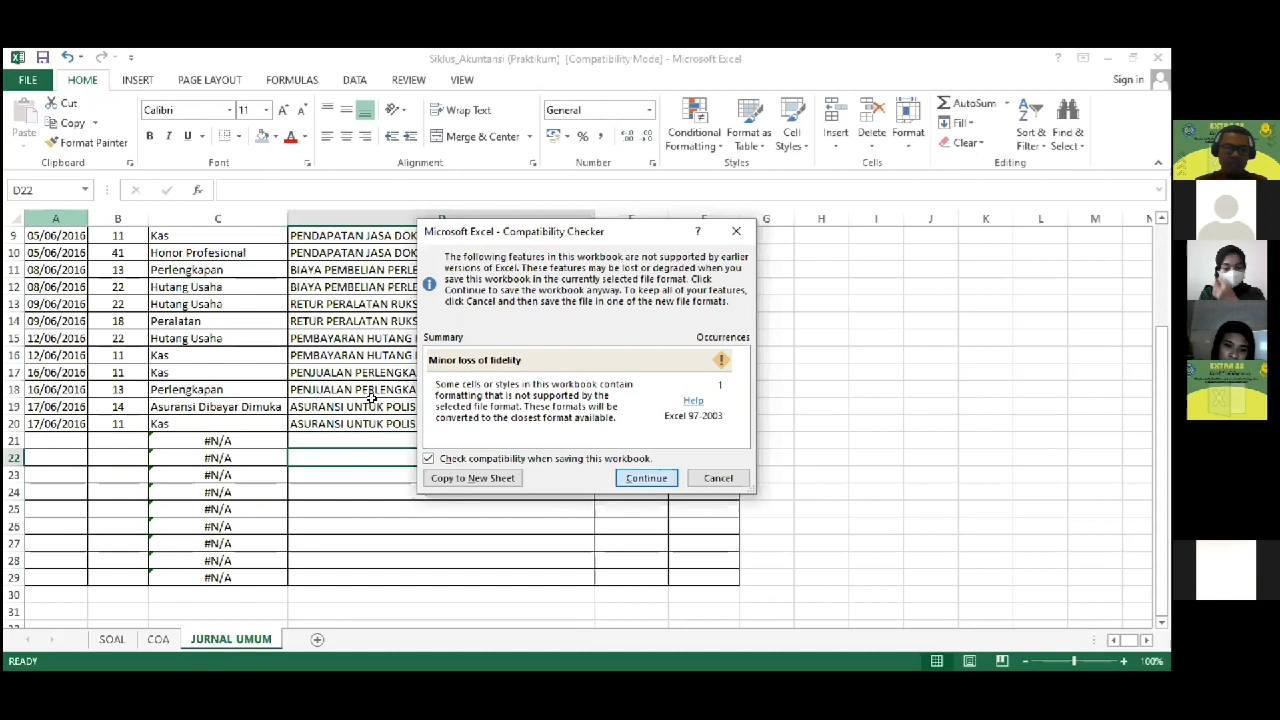 Siklus_Akuntansi (Praktikum) [Compatibility Mode] - Microsoft Excel
FILE HOME INSERT PAGE LAYOUT FORMULAS DATA REVIEW VIEW Sign in
Paste Cut Copy Format Painter Clipboard
Calibri 11 B I U A Font
Wrap Text Merge & Center Alignment
General % Number
Conditional Formatting Format as Table Cell Styles Styles
Insert Delete Format Cells
AutoSum Fill Clear Sort & Filter Find & Select Editing
D22 fx
A B C D G H I J K L M
9 05/06/2016 11 Kas PENDAPATAN JASA DOK
10 05/06/2016 41 Honor Profesional PENDAPATAN JASA DOK
11 08/06/2016 13 Perlengkapan BIAYA PEMBELIAN PERLE
12 08/06/2016 22 Hutang Usaha BIAYA PEMBELIAN PERLE
13 09/06/2016 22 Hutang Usaha RETUR PERALATAN RUKS
14 09/06/2016 18 Peralatan RETUR PERALATAN RUKS
15 12/06/2016 22 Hutang Usaha PEMBAYARAN HUTANG
16 12/06/2016 11 Kas PEMBAYARAN HUTANG
17 16/06/2016 11 Kas PENJUALAN PERLENGKA
18 16/06/2016 13 Perlengkapan PENJUALAN PERLENGKA
19 17/06/2016 14 Asuransi Dibayar Dimuka ASURANSI UNTUK POLIS
20 17/06/2016 11 Kas ASURANSI UNTUK POLIS
21 #N/A
22 #N/A
23 #N/A
24 #N/A
25 #N/A
26 #N/A
27 #N/A
28 #N/A
29 #N/A
30
31
Microsoft Excel - Compatibility Checker
The following features in this workbook are not supported by earlier
versions of Excel. These features may be lost or degraded when you
save this workbook in the currently selected file format. Click
Continue to save the workbook anyway. To keep all of your features,
click Cancel and then save the file in one of the new file formats.
Summary Occurrences
Minor loss of fidelity
Some cells or styles in this workbook contain 1
formatting that is not supported by the
selected file format. These formats will be
converted to the closest format available.
Help
Excel 97-2003
Check compatibility when saving this workbook.
Copy to New Sheet Continue Cancel
SOAL COA JURNAL UMUM
READY 100%